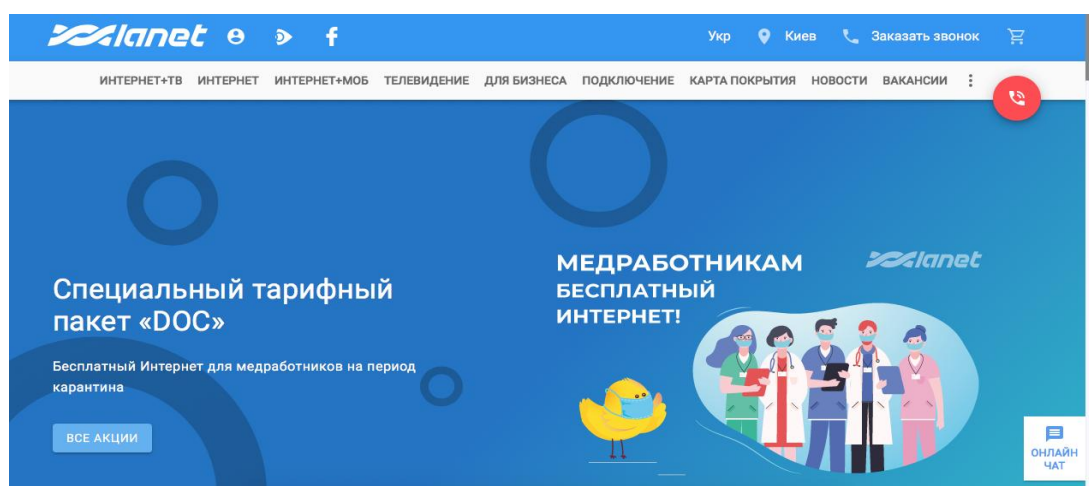 lanet
Укр Киев Заказать звонок
ИНТЕРНЕТ+ТВ ИНТЕРНЕТ ИНТЕРНЕТ+МОБ ТЕЛЕВИДЕНИЕ ДЛЯ БИЗНЕСА ПОДКЛЮЧЕНИЕ КАРТА ПОКРЫТИЯ НОВОСТИ ВАКАНСИИ
Специальный тарифный
пакет «DOC»
Бесплатный Интернет для медработников на период
карантина
ВСЕ АКЦИИ
МЕДРАБОТНИКАМ
БЕСПЛАТНЫЙ
ИНТЕРНЕТ!
lanet
ОНЛАЙН
ЧАТ